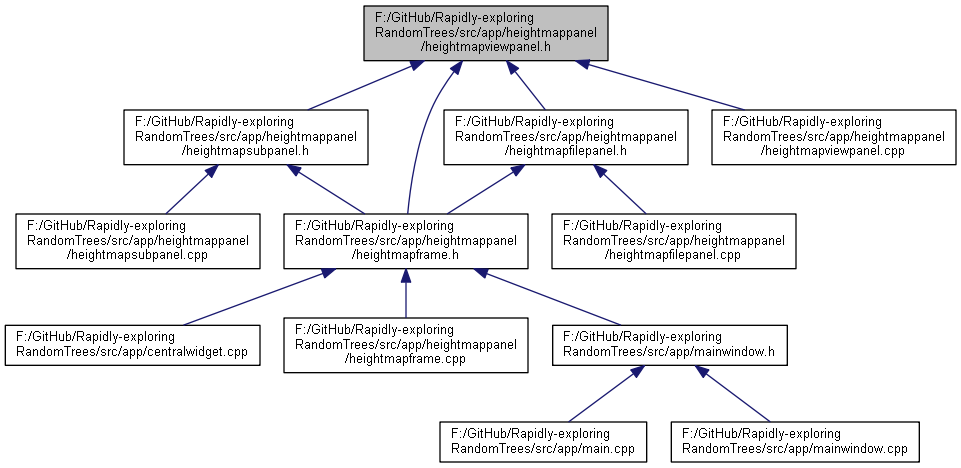 F:/GitHub/Rapidly-exploring
RandomTrees/src/app/heightmappanel
/heightmapviewpanel.h
F:/GitHub/Rapidly-exploring
RandomTrees/src/app/heightmappanel
/heightmapsubpanel.h
F:/GitHub/Rapidly-exploring
RandomTrees/src/app/heightmappanel
/heightmapfilepanel.h
F:/GitHub/Rapidly-exploring
RandomTrees/src/app/heightmappanel
/heightmapviewpanel.cpp
F:/GitHub/Rapidly-exploring
RandomTrees/src/app/heightmappanel
/heightmapsubpanel.cpp
F:/GitHub/Rapidly-exploring
RandomTrees/src/app/heightmappanel
/heightmapframe.h
F:/GitHub/Rapidly-exploring
RandomTrees/src/app/heightmappanel
/heightmapfilepanel.cpp
F:/GitHub/Rapidly-exploring
RandomTrees/src/app/centralwidget.cpp
F:/GitHub/Rapidly-exploring
RandomTrees/src/app/heightmappanel
/heightmapframe.cpp
F:/GitHub/Rapidly-exploring
RandomTrees/src/app/mainwindow.h
F:/GitHub/Rapidly-exploring
RandomTrees/src/app/main.cpp
F:/GitHub/Rapidly-exploring
RandomTrees/src/app/mainwindow.cpp